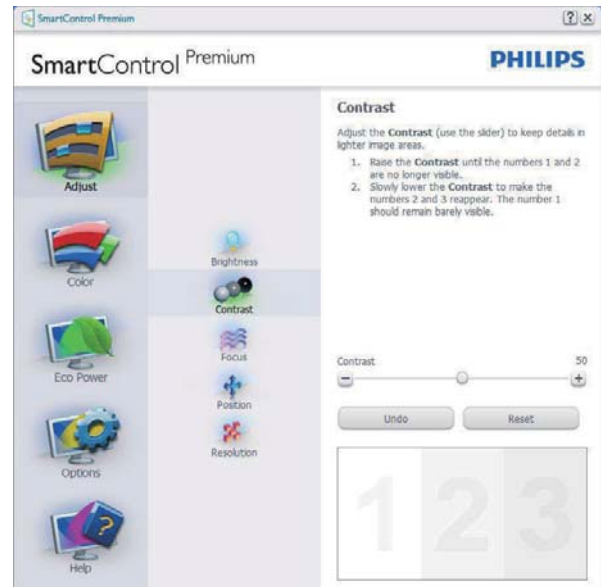 SmartControl Premium
SmartControl Premium
PHILIPS
Adjust
Color
Eco Power
Options
Help
Brightness
Contrast
Focus
Position
Resolution
Contrast
Adjust the Contrast (use the slider) to keep details in
lighter image areas.
1. Raise the Contrast until the numbers 1 and 2
are no longer visible.
2. Slowly lower the Contrast to make the
numbers 2 and 3 reappear. The number 1
should remain barely visible.
Contrast 50
Undo Reset
1 2 3